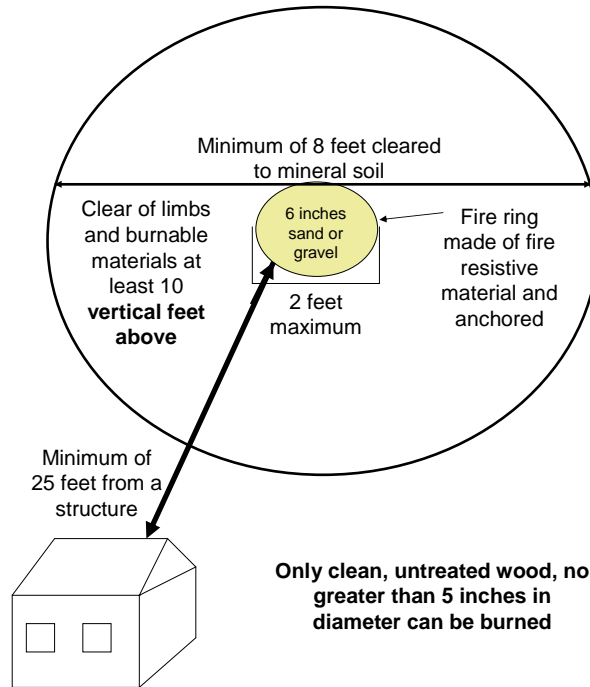 Minimum of 8 feet cleared
to mineral soil
Clear of limbs
and burnable
materials at
least 10
vertical feet
above
6 inches
sand or
gravel
Fire ring
made of fire
resistive
material and
anchored
2 feet
maximum
Minimum of
25 feet from a
structure
Only clean, untreated wood, no
greater than 5 inches in
diameter can be burned